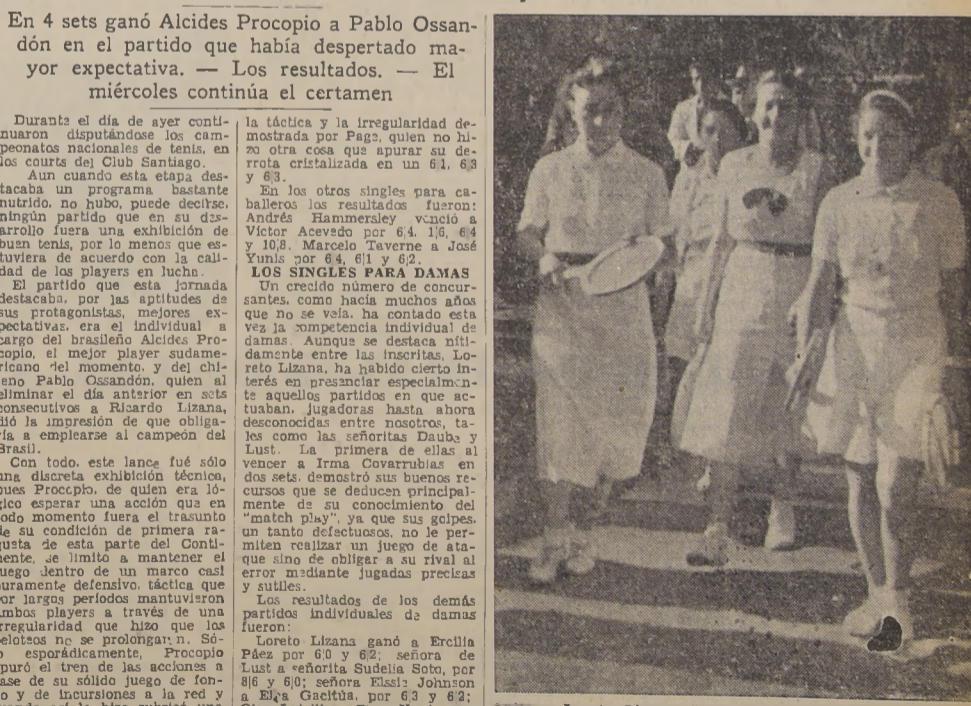 En 4 sets ganó Alcides Procopio a Pablo Ossan-
dón en el partido que había despertado ma-
yor expectativa. — Los resultados. — El
miércoles continúa el certamen
Durante el día de ayer conti-
nuaron disputándose los cam-
peonatos nacionales de tenis, en
los courts del Club Santiago.
Aun cuando esta etapa des-
tacaba un programa bastante
nutrido, no hubo, puede decirse,
ningún partido que en su des-
arrollo fuera una exhibición de
buen tenis, por lo menos que es-
tuviera de acuerdo con la cali-
dad de los players en lucha.
El partido que esta jornada
destacaba, por las aptitudes de
sus protagonistas, mejores ex-
pectativas, era el individual a
cargo del brasileño Alcides Pro-
copio, el mejor player sudame-
ricano del momento, y del chi-
leno Pablo Ossandón, quien al
eliminar el día anterior en sets
consecutivos a Ricardo Lizana,
dió la impresión de que obliga-
ría a emplearse al campeón del
Brasil.
Con todo, este lance fué sólo
una discreta exhibición técnica,
pues Procopio, de quien era ló-
gico esperar una acción que en
todo momento fuera el trasunto
de su condición de primera ra-
queta de esta parte del Conti-
nente, se limitó a mantener el
juego dentro de un marco casi
puramente defensivo, táctica que
por largos períodos mantuvieron
ambos players a través de una
irregularidad que hizo que los
peloteos no se prolongaran. Só-
lo esporádicamente, Procopio
apuró el tren de las acciones a
base de su sólido juego de fon-
do y de incursiones a la red y
la táctica y la irregularidad de-
mostrada por Page, quien no hi-
zo otra cosa que apurar su de-
rrota cristalizada en un 6|1, 6|3
y 6|3.
En los otros singles para ca-
balleros los resultados fueron:
Andrés Hammersley venció a
Víctor Acevedo por 6|4, 1|6, 6|4
y 10|8. Marcelo Taverne a José
Yunis por 6|4, 6|1 y 6|2.
LOS SINGLES PARA DAMAS
Un crecido número de concur-
santes, como hacía muchos años
que no se veía, ha contado esta
vez la competencia individual de
damas. Aunque se destaca níti-
damente entre las inscritas, Lo-
reto Lizana, ha habido cierto in-
terés en presenciar especialmen-
te aquellos partidos en que ac-
tuaban, jugadoras hasta ahora
desconocidas entre nosotros, ta-
les como las señoritas Daube y
Lust. La primera de ellas al
vencer a Irma Covarrubias en
dos sets, demostró sus buenos re-
cursos que se deducen principal-
mente de su conocimiento del
"match play", ya que sus golpes,
un tanto defectuosos, no le per-
miten realizar un juego de ata-
que sino de obligar a su rival al
error mediante jugadas precisas
y sutiles.
Los resultados de los demás
partidos individuales de damas
fueron:
Loreto Lizana ganó a Ercilia
Páez por 6|0 y 6|2; señora de
Lust a señorita Sudelia Soto, por
8|6 y 6|0; señora Elssie Johnson
a Elsa Gacitúa, por 6|3 y 6|2;